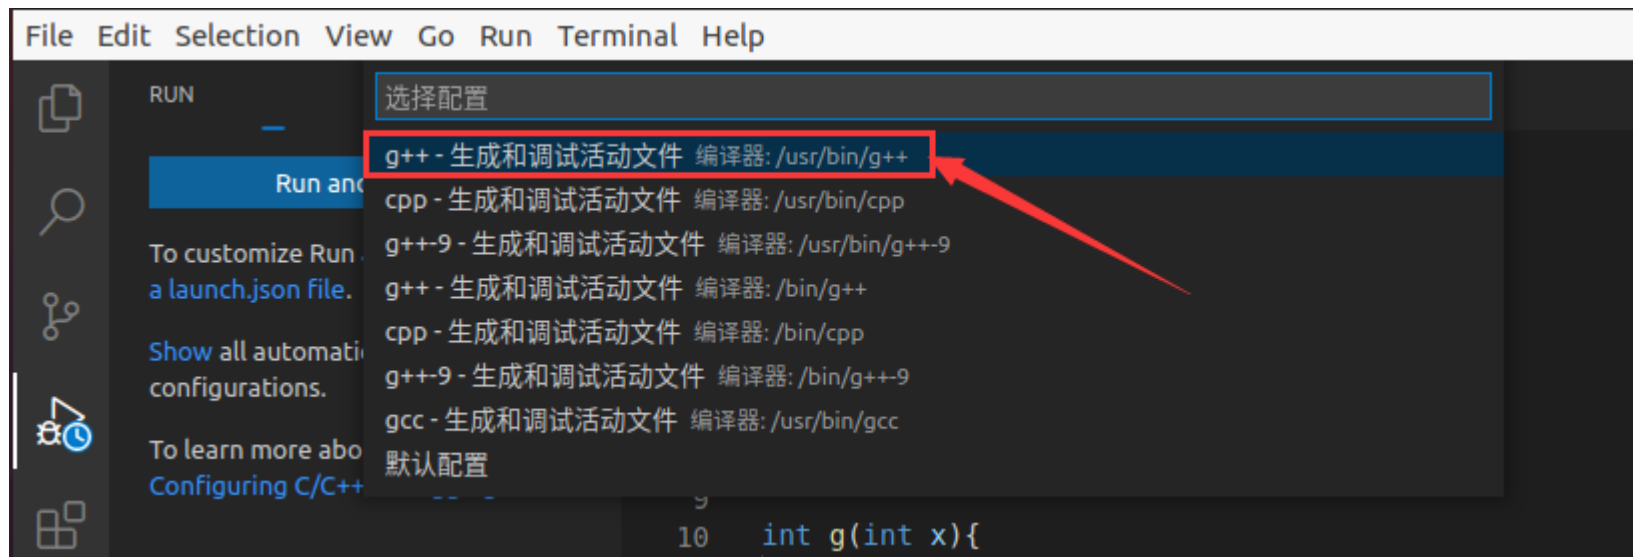 File Edit Selection View Go Run Terminal Help
RUN
选择配置
g++ - 生成和调试活动文件 编译器: /usr/bin/g++
cpp - 生成和调试活动文件 编译器: /usr/bin/cpp
g++-9 - 生成和调试活动文件 编译器: /usr/bin/g++-9
g++ - 生成和调试活动文件 编译器: /bin/g++
cpp - 生成和调试活动文件 编译器: /bin/cpp
g++-9 - 生成和调试活动文件 编译器: /bin/g++-9
gcc - 生成和调试活动文件 编译器: /usr/bin/gcc
默认配置
Run and
To customize Run
a launch.json file.
Show all automati
configurations.
To learn more abo
Configuring C/C++
9
10 int g(int x){